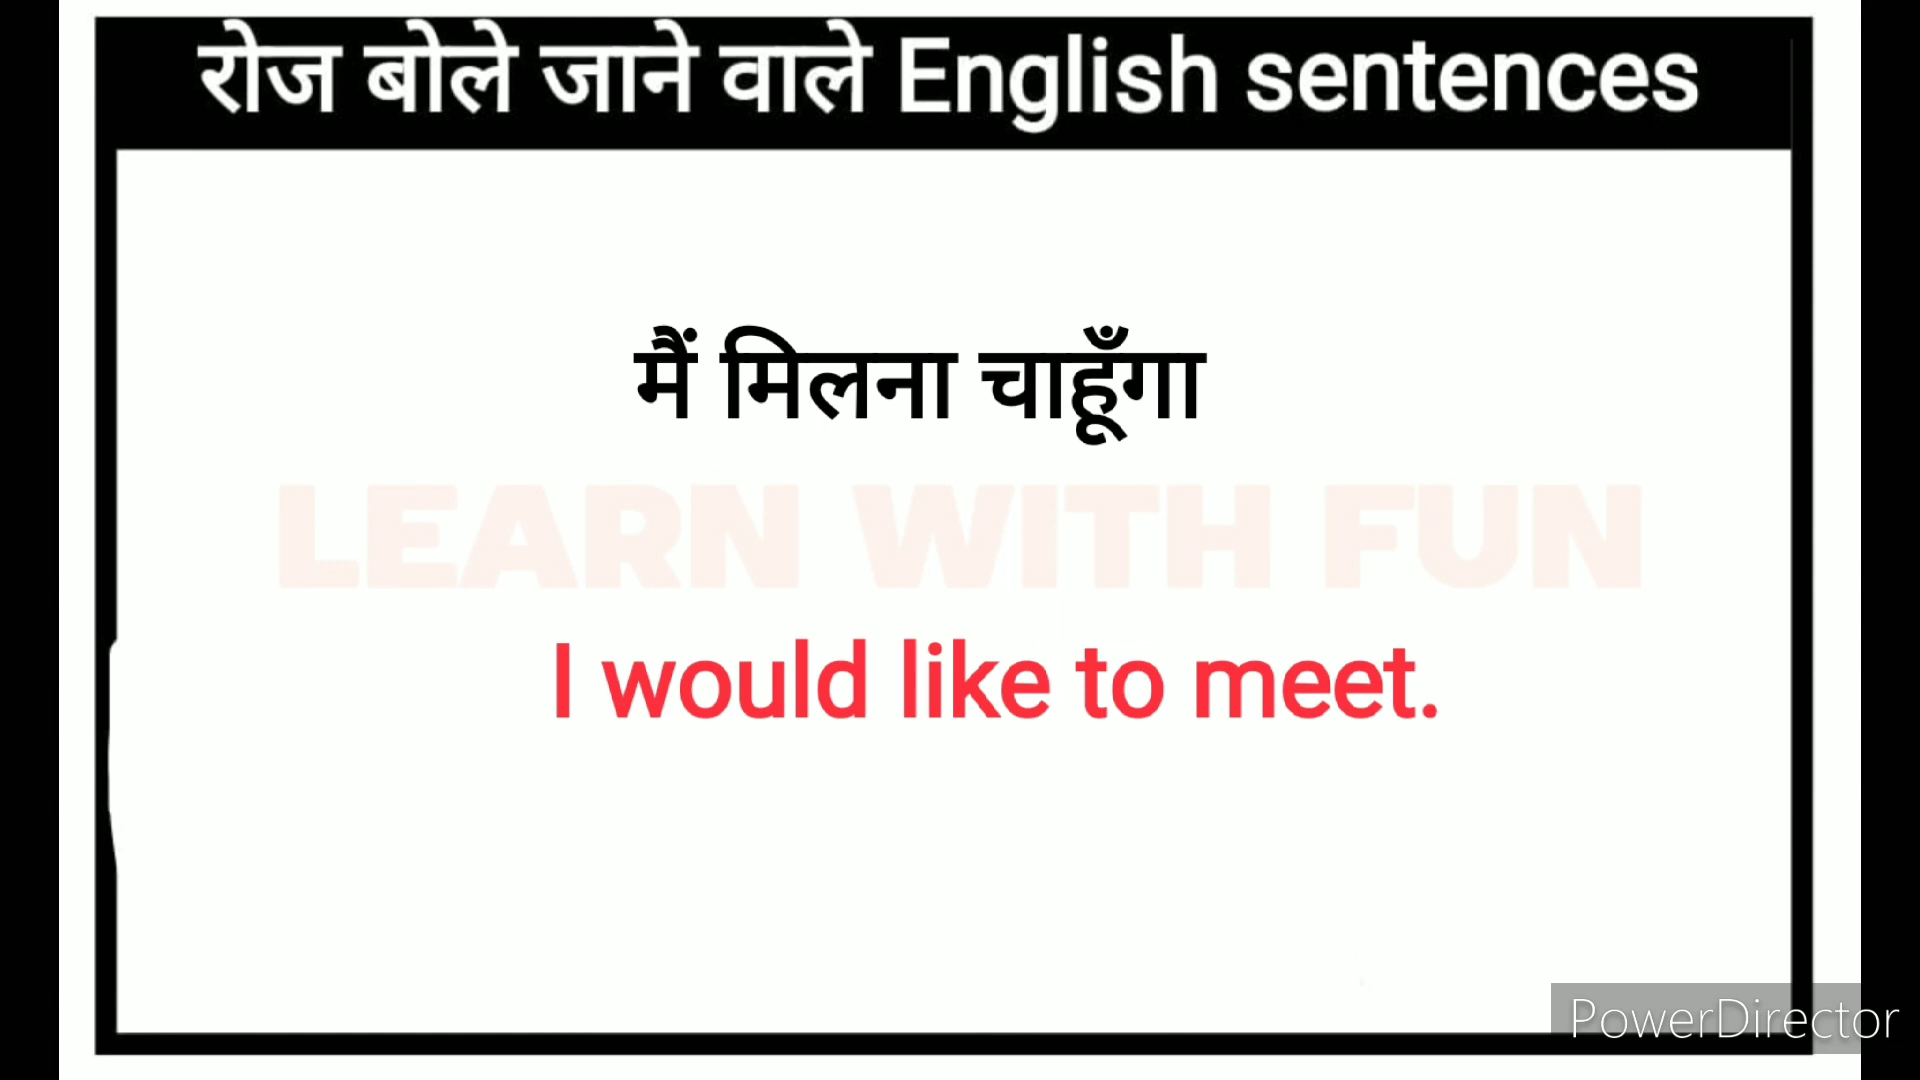 रोज बोले जाने वाले English sentences
मैं मिलना चाहूँगा
LEARN WITH FUN
I would like to meet.
PowerDirector